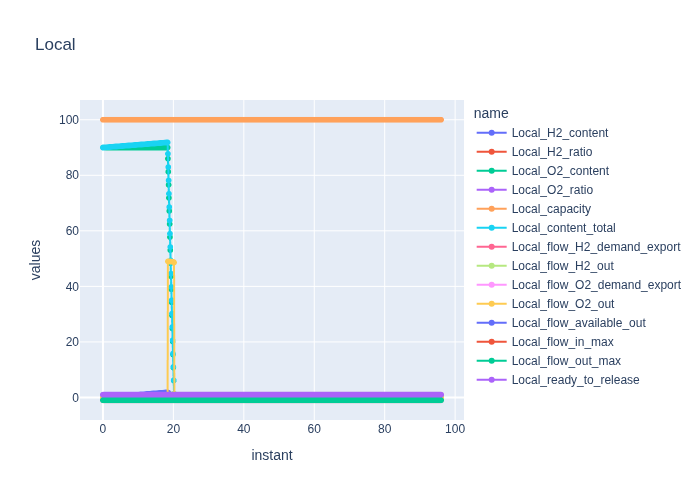 Local
values
100
80
60
40
20
0
0 20 40 60 80 100
instant
name
Local_H2_content
Local_H2_ratio
Local_O2_content
Local_O2_ratio
Local_capacity
Local_content_total
Local_flow_H2_demand_export
Local_flow_H2_out
Local_flow_O2_demand_export
Local_flow_O2_out
Local_flow_available_out
Local_flow_in_max
Local_flow_out_max
Local_ready_to_release